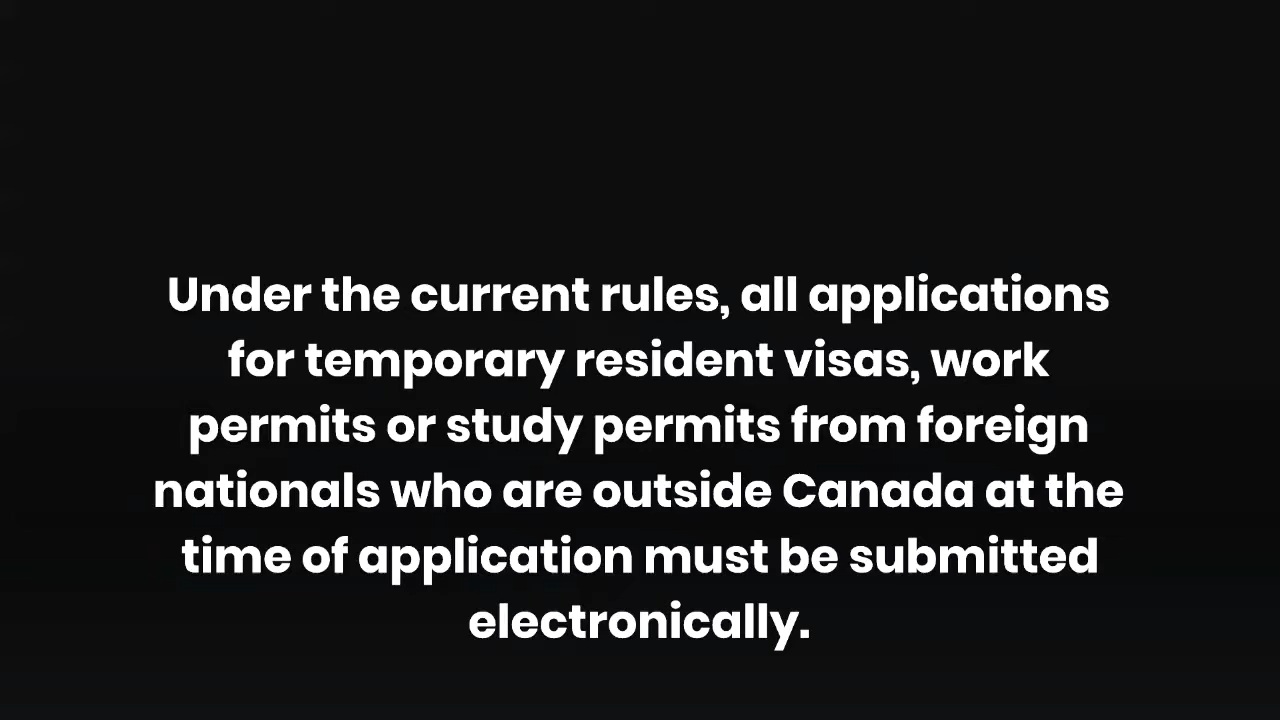 Under the current rules, all applications
for temporary resident visas, work
permits or study permits from foreign
nationals who are outside Canada at the
time of application must be submitted
electronically.